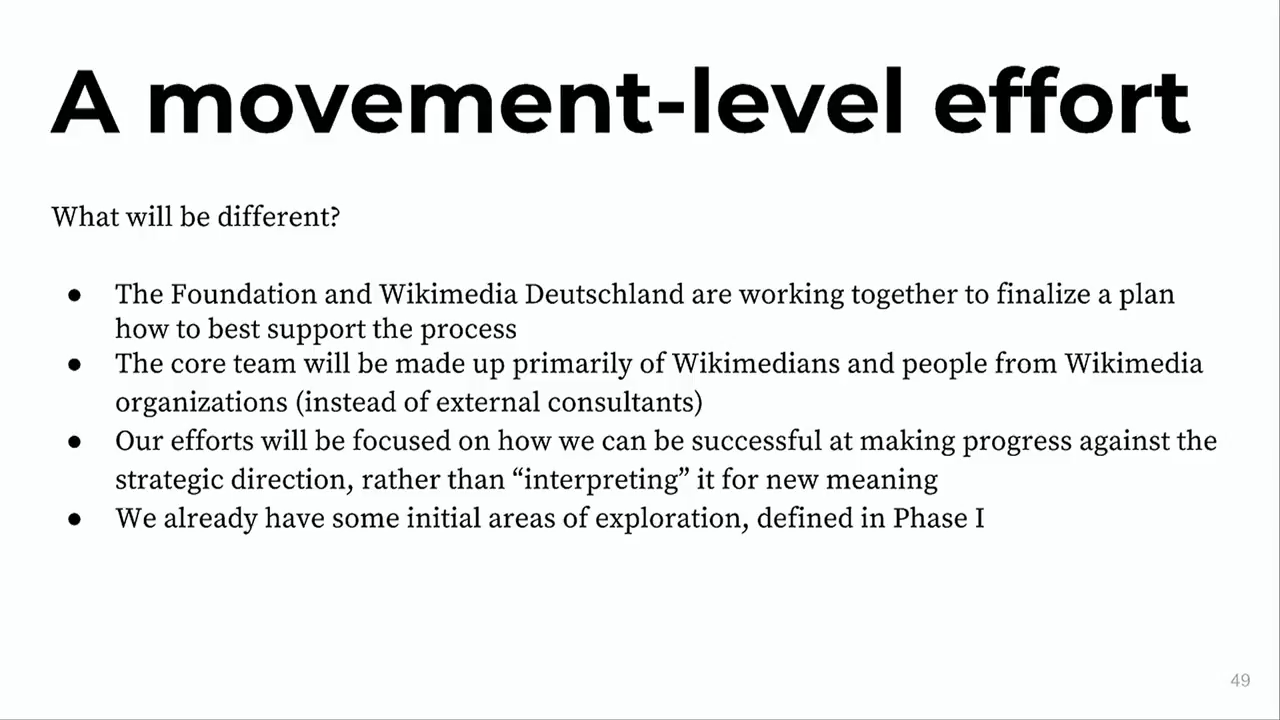 A movement-level effort
What will be different?
● The Foundation and Wikimedia Deutschland are working together to finalize a plan
how to best support the process
● The core team will be made up primarily of Wikimedians and people from Wikimedia
organizations (instead of external consultants)
● Our efforts will be focused on how we can be successful at making progress against the
strategic direction, rather than “interpreting” it for new meaning
● We already have some initial areas of exploration, defined in Phase I
49